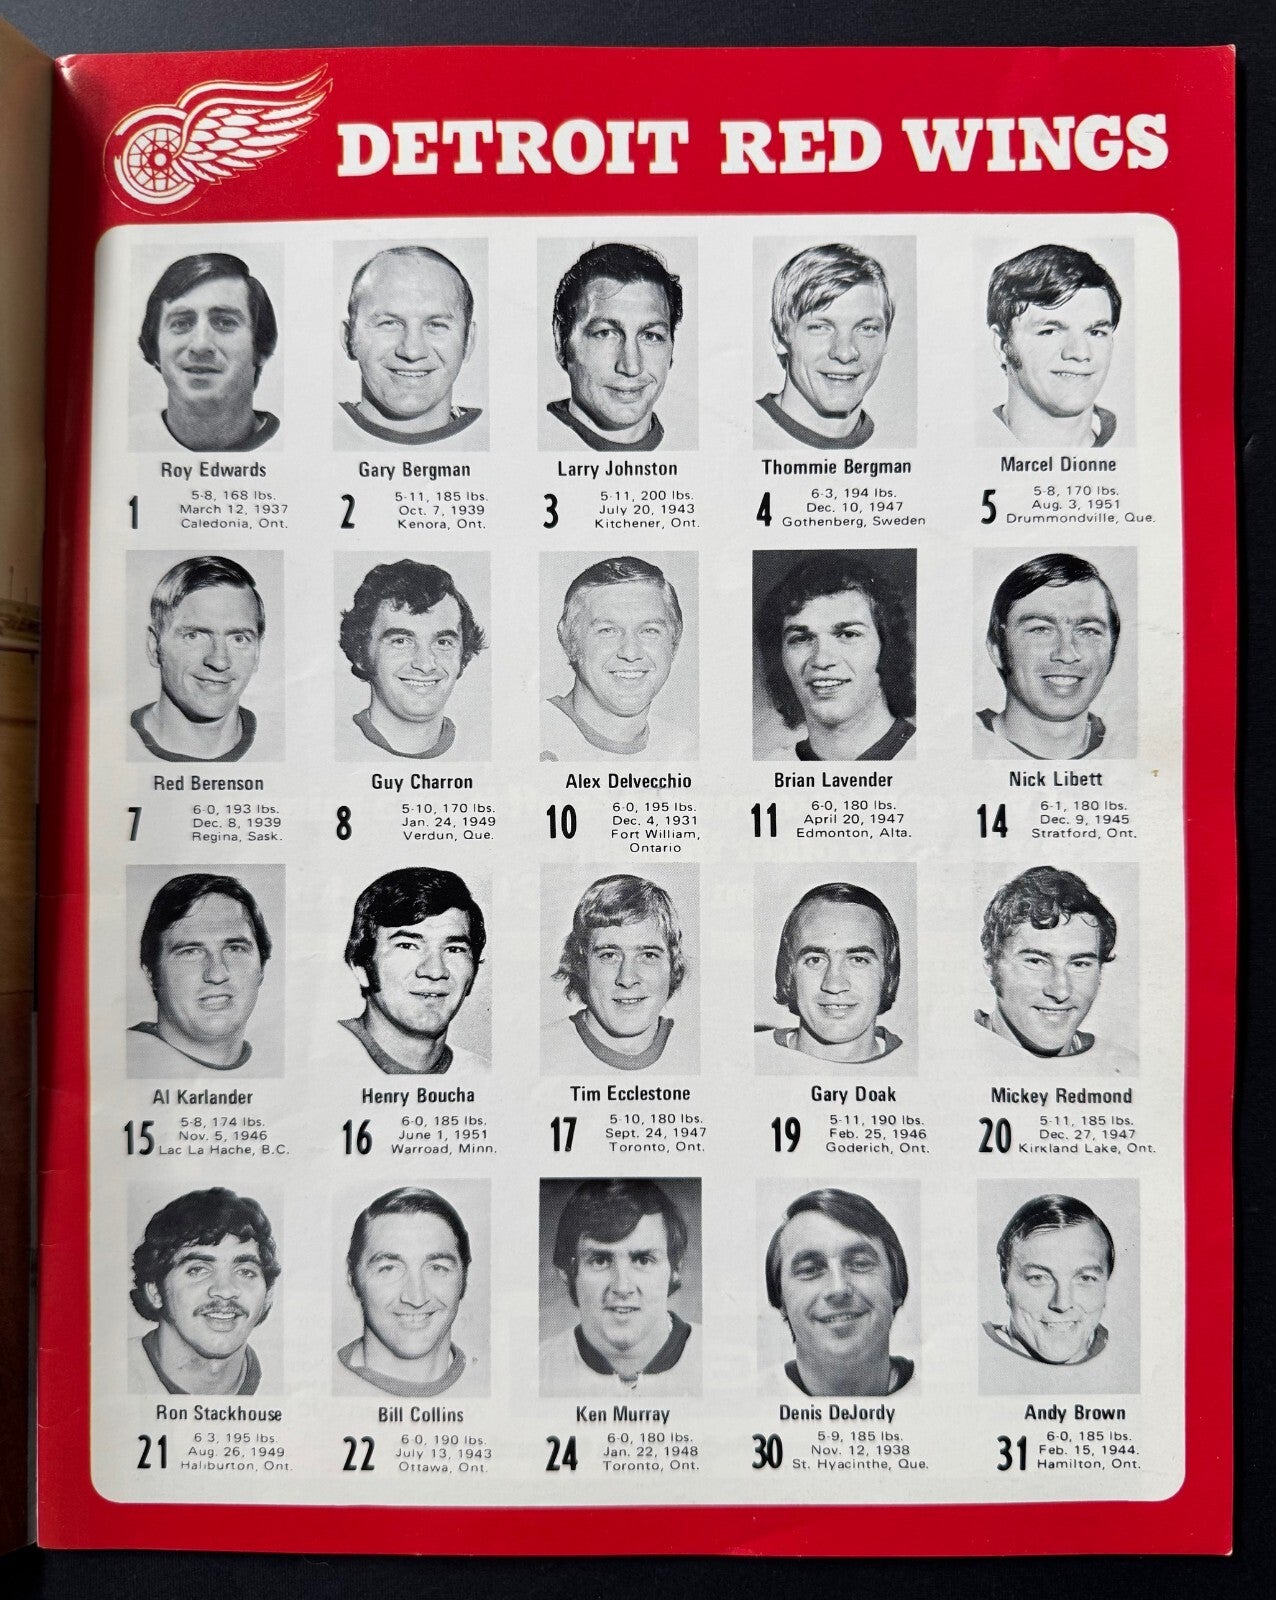 DETROIT RED WINGS
Roy Edwards
1
5-8, 168 lbs.
March 12, 1937
Caledonia, Ont.
Gary Bergman
2
5-11, 185 lbs.
Oct. 7, 1939
Kenora, Ont.
Larry Johnston
3
5-11, 200 lbs.
July 20, 1943
Kitchener, Ont.
Thommie Bergman
4
6-3, 194 lbs.
Dec. 10, 1947
Gothenberg, Sweden
Marcel Dionne
5
5-8, 170 lbs.
Aug. 3, 1951
Drummondville, Que.
Red Berenson
7
6-0, 193 lbs.
Dec. 8, 1939
Regina, Sask.
Guy Charron
8
5-10, 170 lbs.
Jan. 24, 1949
Verdun, Que.
Alex Delvecchio
10
6-0, 195 lbs.
Dec. 4, 1931
Fort William,
Ontario
Brian Lavender
11
6-0, 180 lbs.
April 20, 1947
Edmonton, Alta.
Nick Libett
14
6-1, 180 lbs.
Dec. 9, 1945
Stratford, Ont.
Al Karlander
15
5-8, 174 lbs.
Nov. 5, 1946
Lac La Hache, B.C.
Henry Boucha
16
6-0, 185 lbs.
June 1, 1951
Warroad, Minn.
Tim Ecclestone
17
5-10, 180 lbs.
Sept. 24, 1947
Toronto, Ont.
Gary Doak
19
5-11, 190 lbs.
Feb. 25, 1946
Goderich, Ont.
Mickey Redmond
20
5-11, 185 lbs.
Dec. 27, 1947
Kirkland Lake, Ont.
Ron Stackhouse
21
6 3, 195 lbs.
Aug. 26, 1949
Haliburton, Ont.
Bill Collins
22
6-0, 190 lbs.
July 13, 1943
Ottawa, Ont.
Ken Murray
24
6-0, 180 lbs.
Jan. 22, 1948
Toronto, Ont.
Denis DeJordy
30
5-9, 185 lbs.
Nov. 12, 1938
St. Hyacinthe, Que.
Andy Brown
31
6-0, 185 lbs.
Feb. 15, 1944.
Hamilton, Ont.